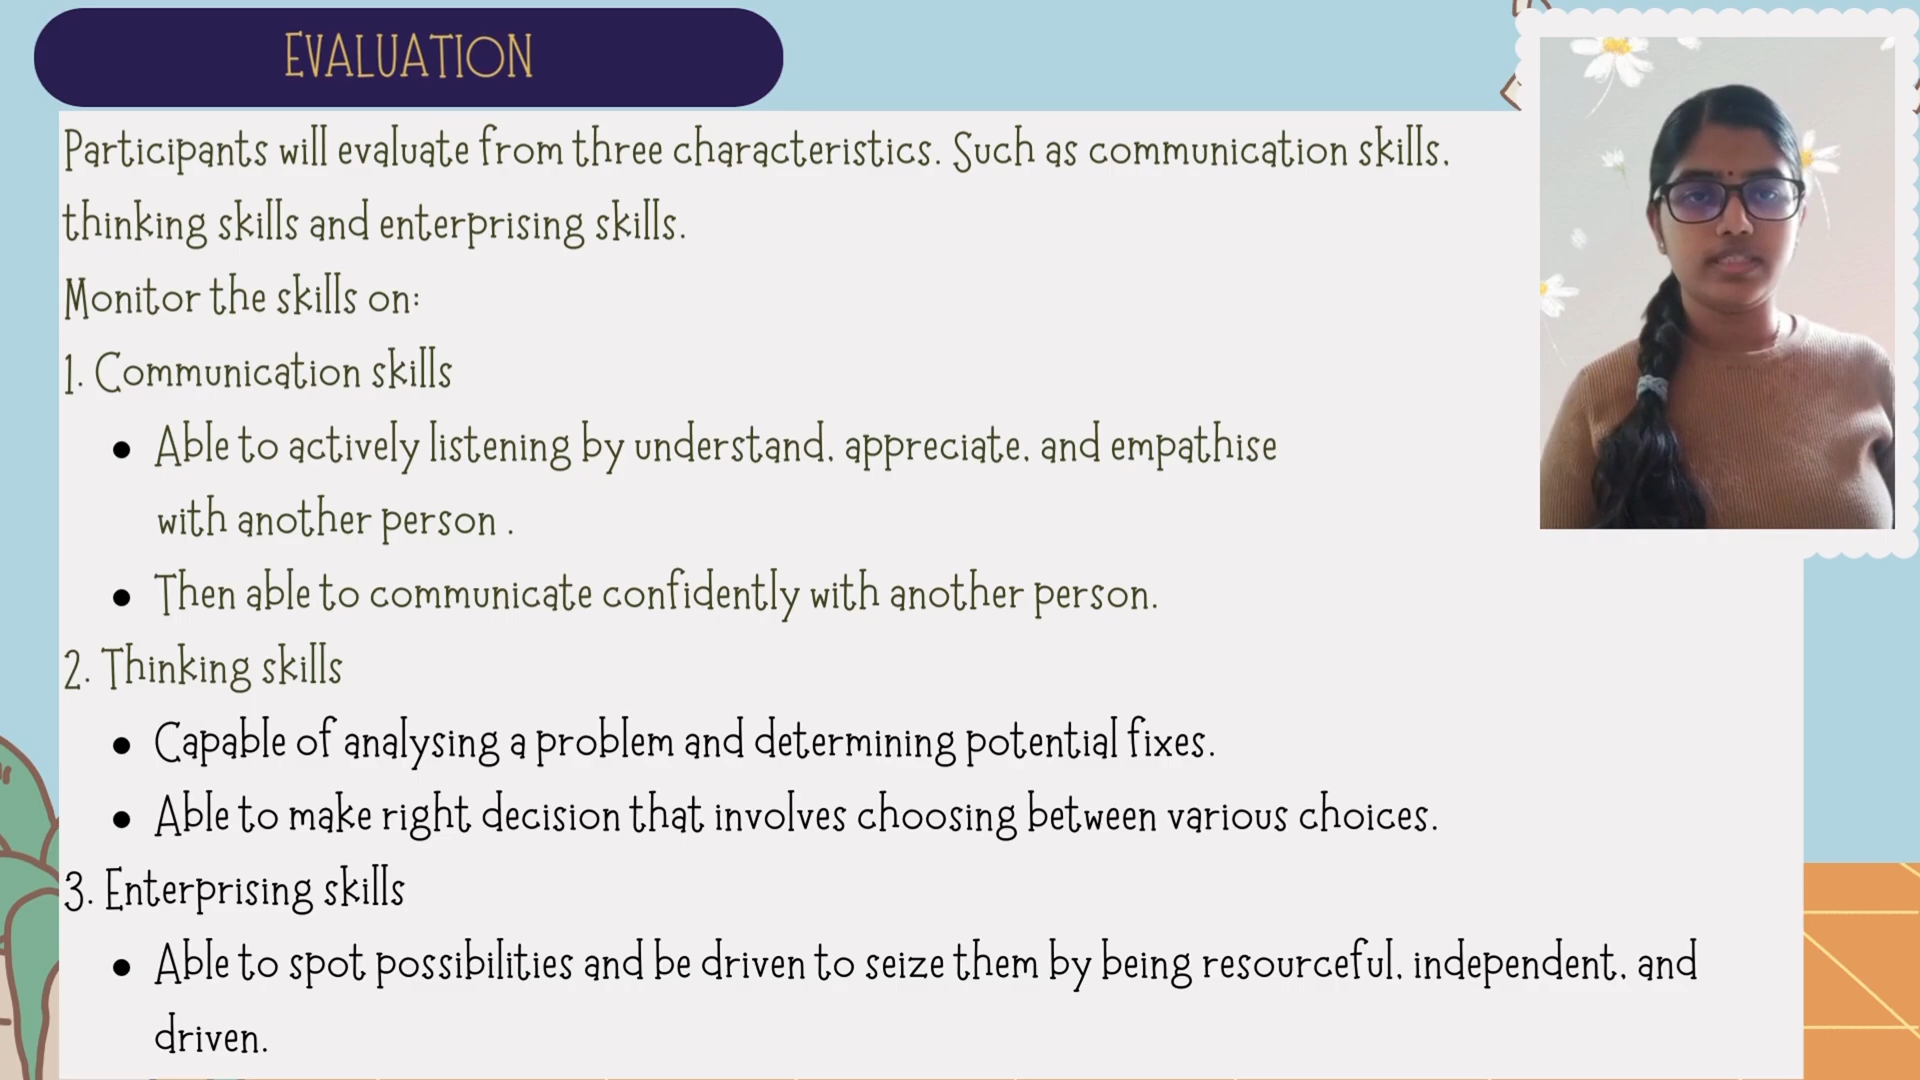 EVALUATION
Participants will evaluate from three characteristics. Such as communication skills,
thinking skills and enterprising skills.
Monitor the skills on:
1. Communication skills
• Able to actively listening by understand, appreciate, and empathise
with another person .
• Then able to communicate confidently with another person.
2. Thinking skills
• Capable of analysing a problem and determining potential fixes.
• Able to make right decision that involves choosing between various choices.
3. Enterprising skills
• Able to spot possibilities and be driven to seize them by being resourceful, independent, and
driven.